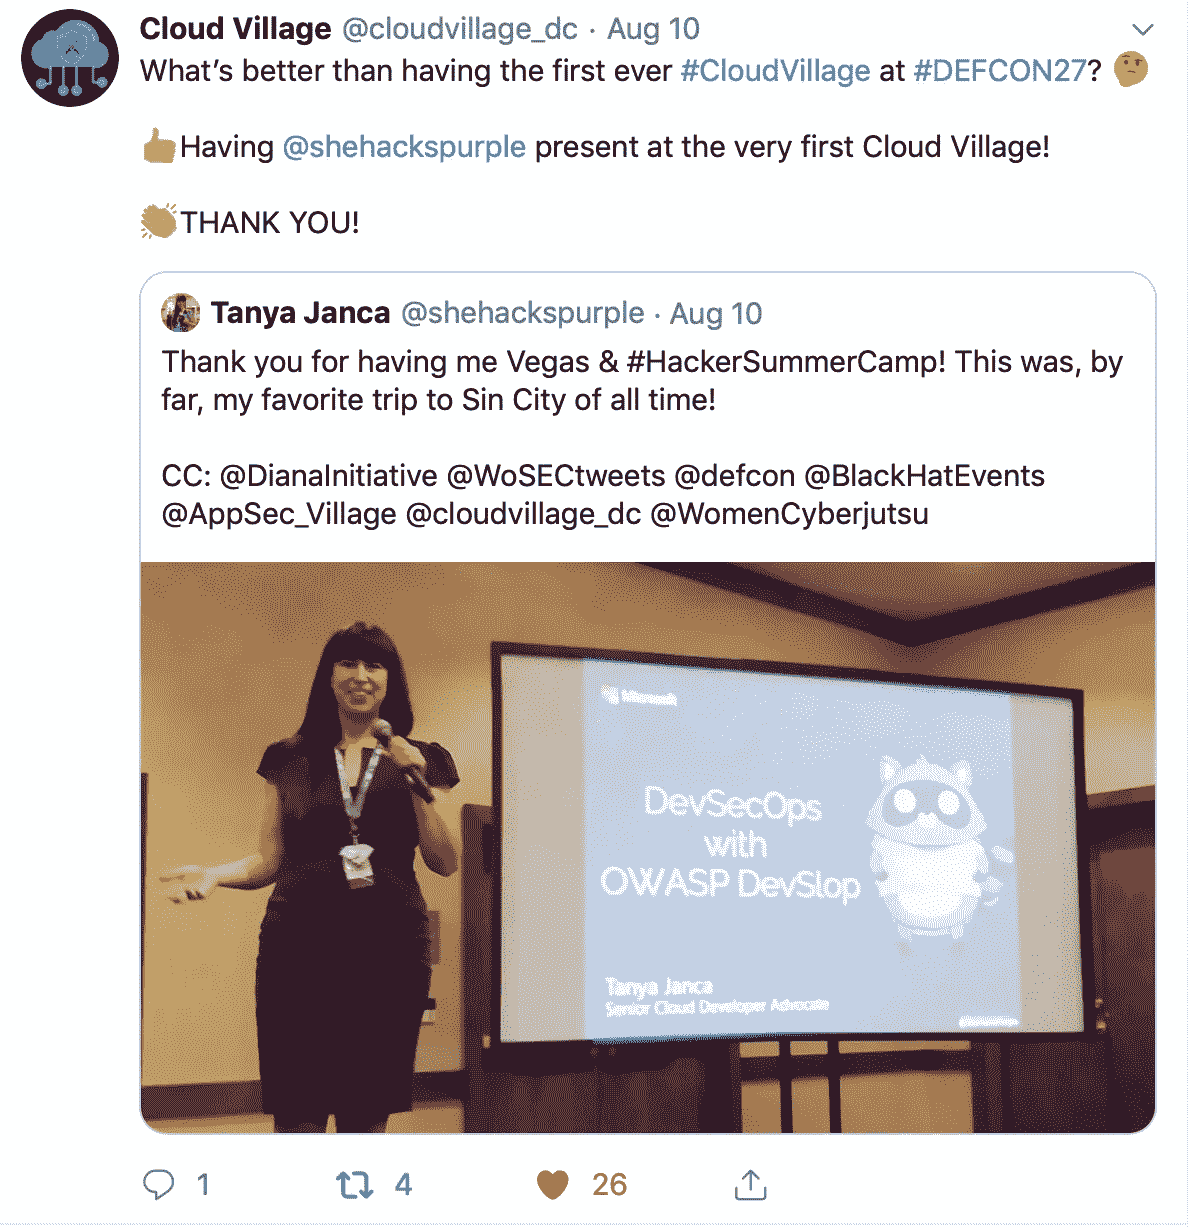 Cloud Village @cloudvillage_dc · Aug 10
What's better than having the first ever #CloudVillage at #DEFCON27? 🤔
👍Having @shehackspurple present at the very first Cloud Village!
👏THANK YOU!
Tanya Janca @shehackspurple · Aug 10
Thank you for having me Vegas & #HackerSummerCamp! This was, by
far, my favorite trip to Sin City of all time!
CC: @DianaInitiative @WoSECtweets @defcon @BlackHatEvents
@AppSec_Village @cloudvillage_dc @WomenCyberjutsu
Microsoft
DevSecOps
with
OWASP DevSlop
Tanya Janca
Senior Cloud Developer Advocate
1 4 26